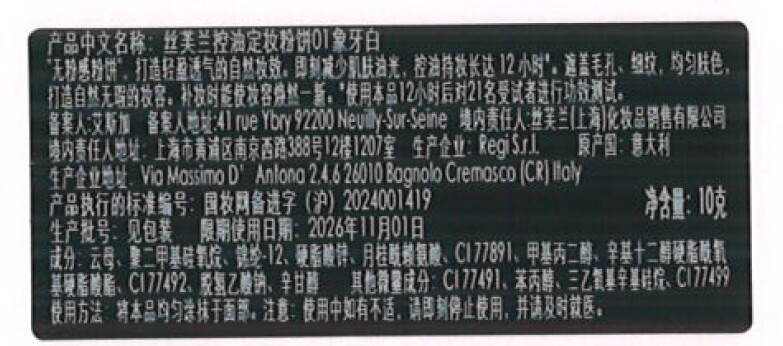 产品中文名称：丝芙兰控油定妆粉饼01象牙白
"无粉感粉饼"，打造轻盈透气的自然妆效。即刻减少肌肤油光，控油持妆长达12小时*。遮盖毛孔、细纹，均匀肤色，
打造自然无瑕的妆容。补妆时能使妆容焕然一新。*使用本品12小时后对21名受试者进行功效测试。
备案人:艾斯加 备案人地址:41 rue Ybry 92200 Neuilly-Sur-Seine 境内责任人:丝芙兰(上海)化妆品销售有限公司
境内责任人地址：上海市黄浦区南京西路388号12楼1207室 生产企业：Regi S.r.l. 原产国：意大利
生产企业地址：Via Massimo D' Antona 2,4,6 26010 Bagnolo Cremasco (CR) Italy
产品执行的标准编号：国妆网备进字（沪）2024001419 净含量：10克
生产批号：见包装 限期使用日期：2026年11月01日
成分：云母、聚二甲基硅氧烷、锦纶-12、硬脂酸锌、月桂酰赖氨酸、CI 77891、甲基丙二醇、辛基十二醇硬脂酰氧
基硬脂酸酯、CI 77492、脱氢乙酸钠、辛甘醇 其他微量成分：CI 77491、苯丙醇、三乙氧基辛基硅烷、CI 77499
使用方法：将本品均匀涂抹于面部。注意：使用中如有不适，请即刻停止使用，并请及时就医。